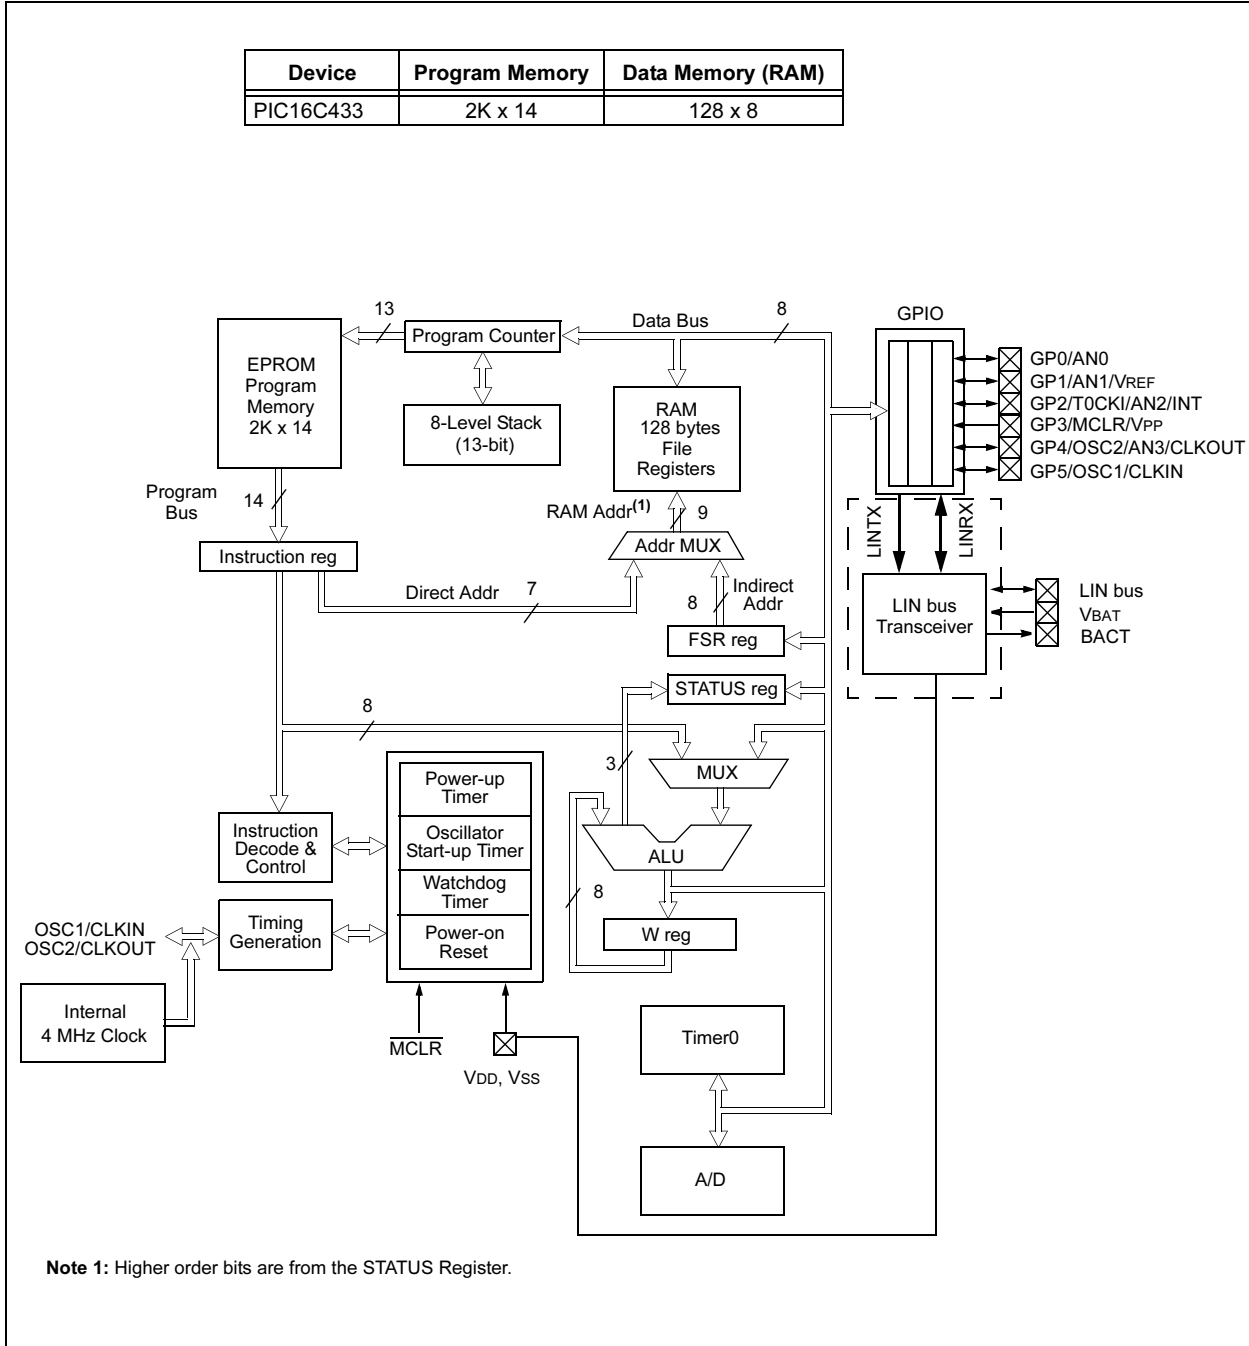 Device Program Memory Data Memory (RAM)
PIC16C433 2K x 14 128 x 8
13
Data Bus
8
GPIO
Program Counter
EPROM
Program
Memory
2K x 14
8-Level Stack
(13-bit)
RAM
128 bytes
File
Registers
GP0/AN0
GP1/AN1/VREF
GP2/T0CKI/AN2/INT
GP3/MCLR/VPP
GP4/OSC2/AN3/CLKOUT
GP5/OSC1/CLKIN
Program
Bus
14
RAM Addr(1)
9
LINTX
LINRX
Instruction reg
Addr MUX
Direct Addr
7
8
Indirect
Addr
LIN bus
Transceiver
LIN bus
VBAT
BACT
FSR reg
STATUS reg
8
3
MUX
Power-up
Timer
Instruction
Decode &
Control
Oscillator
Start-up Timer
ALU
Watchdog
Timer
8
OSC1/CLKIN
OSC2/CLKOUT
Timing
Generation
Power-on
Reset
W reg
Internal
4 MHz Clock
MCLR
VDD, VSS
Timer0
A/D
Note 1: Higher order bits are from the STATUS Register.